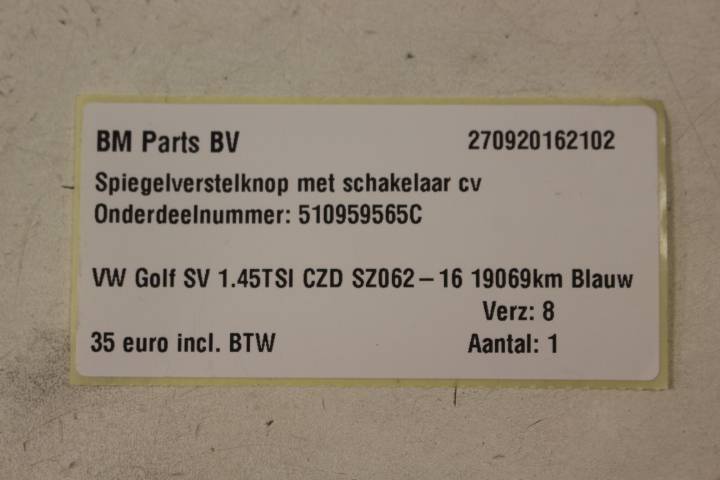 BM Parts BV 270920162102
Spiegelverstelknop met schakelaar cv
Onderdeelnummer: 510959565C
VW Golf SV 1.45TSI CZD SZ062-16 19069km Blauw
Verz: 8
35 euro incl. BTW Aantal: 1